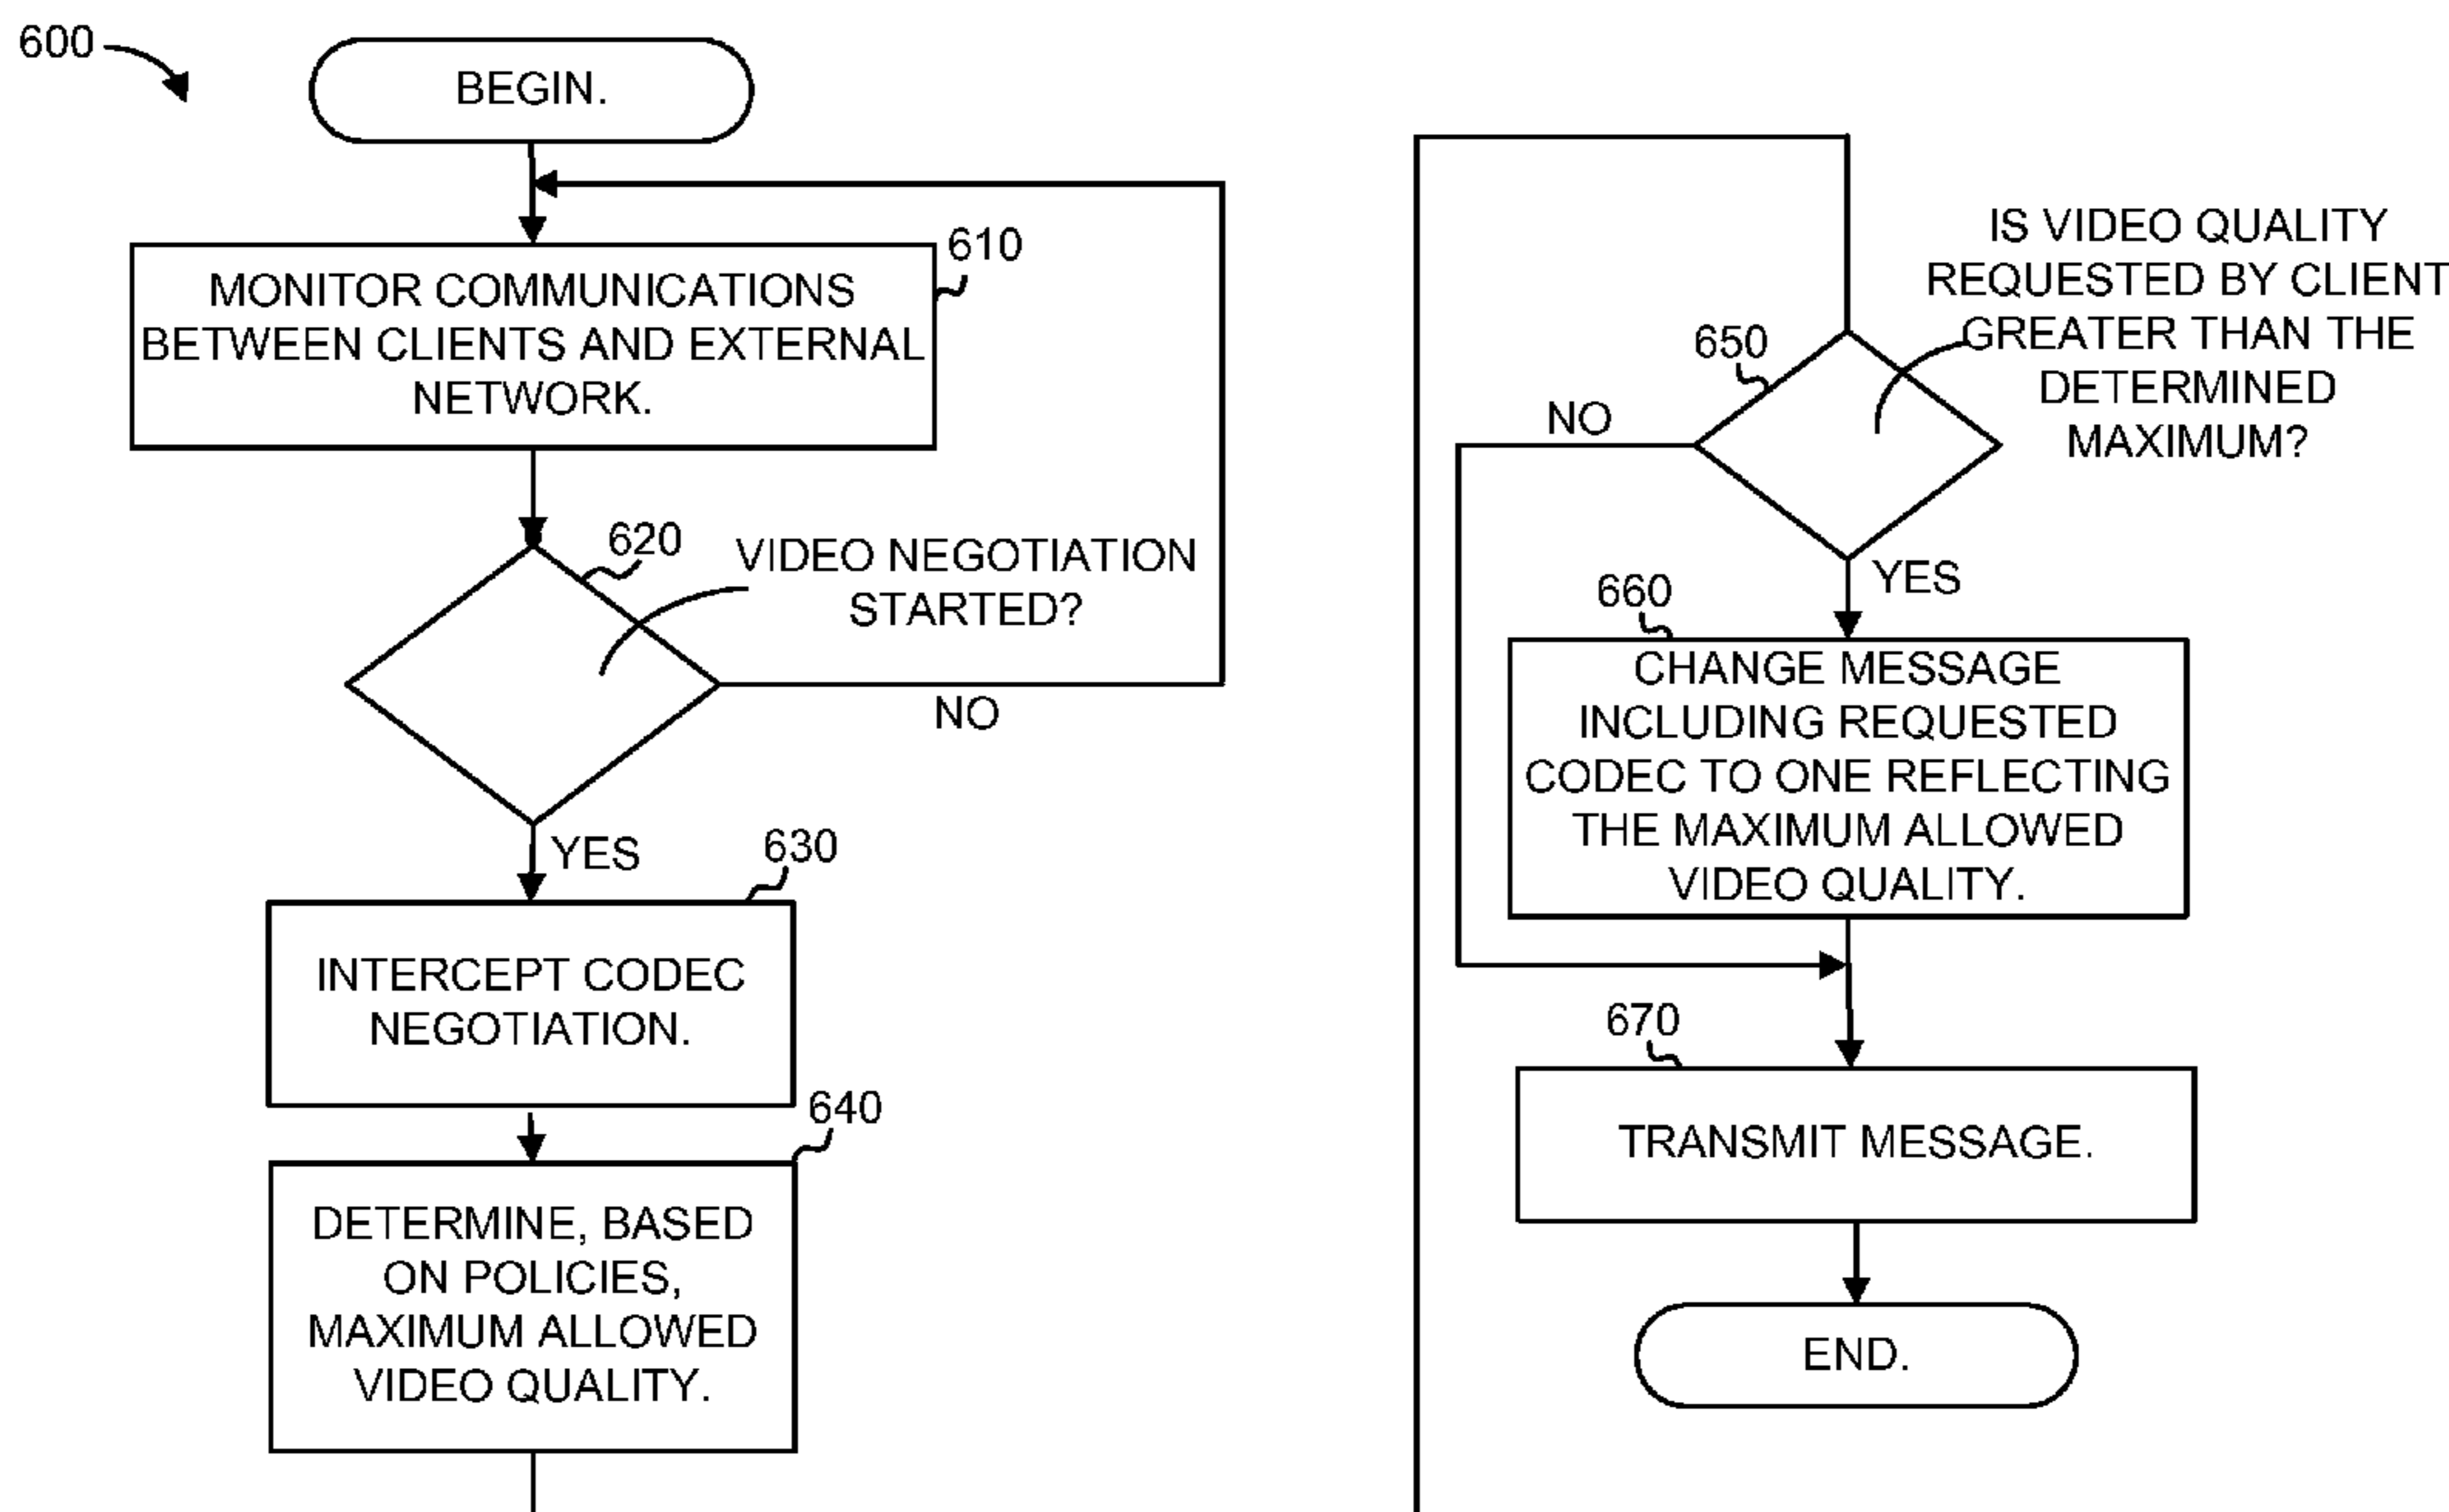 600
BEGIN.
610
MONITOR COMMUNICATIONS
BETWEEN CLIENTS AND EXTERNAL
NETWORK.
620
VIDEO NEGOTIATION
STARTED?
NO
YES
630
INTERCEPT CODEC
NEGOTIATION.
640
DETERMINE, BASED
ON POLICIES,
MAXIMUM ALLOWED
VIDEO QUALITY.
IS VIDEO QUALITY
REQUESTED BY CLIENT
GREATER THAN THE
DETERMINED
MAXIMUM?
650
NO
YES
660
CHANGE MESSAGE
INCLUDING REQUESTED
CODEC TO ONE REFLECTING
THE MAXIMUM ALLOWED
VIDEO QUALITY.
670
TRANSMIT MESSAGE.
END.